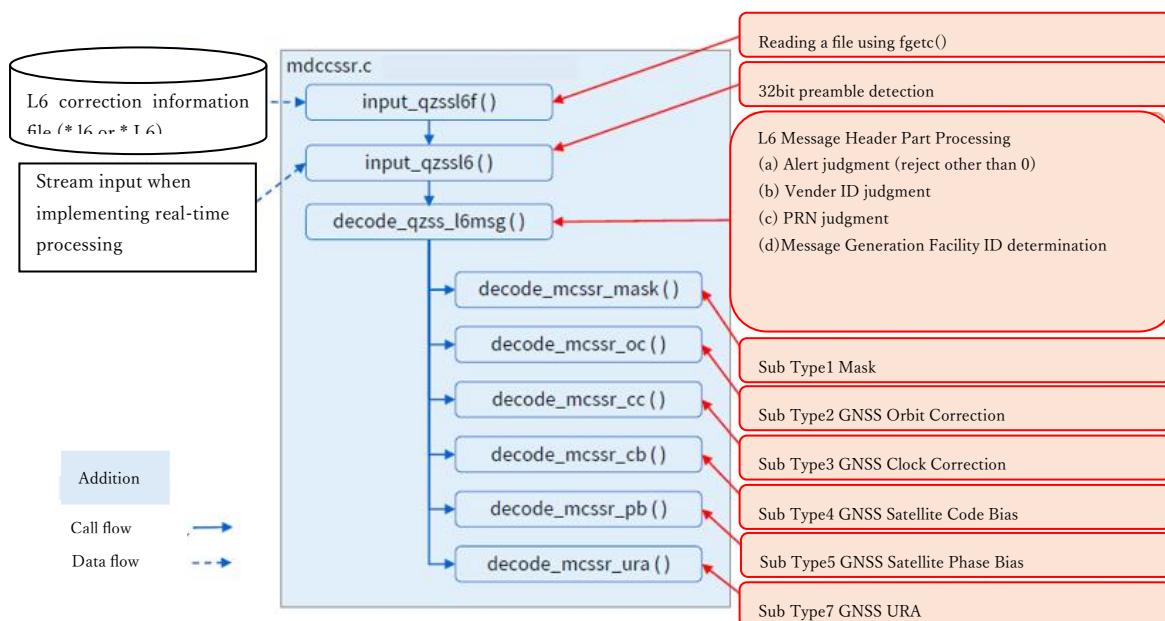 Reading a file using fgetc()
mdccssr.c
L6 correction information
file (*.l6 or *.L6)
input_qzssl6f ( )
32bit preamble detection
Stream input when
implementing real-time
processing
input_qzssl6 ( )
decode_qzss_l6msg ( )
L6 Message Header Part Processing
(a) Alert judgment (reject other than 0)
(b) Vender ID judgment
(c) PRN judgment
(d)Message Generation Facility ID determination
decode_mcssr_mask ( )
decode_mcssr_oc ( )
decode_mcssr_cc ( )
decode_mcssr_cb ( )
decode_mcssr_pb ( )
decode_mcssr_ura ( )
Sub Type1 Mask
Sub Type2 GNSS Orbit Correction
Sub Type3 GNSS Clock Correction
Sub Type4 GNSS Satellite Code Bias
Sub Type5 GNSS Satellite Phase Bias
Sub Type7 GNSS URA
Addition
Call flow
Data flow